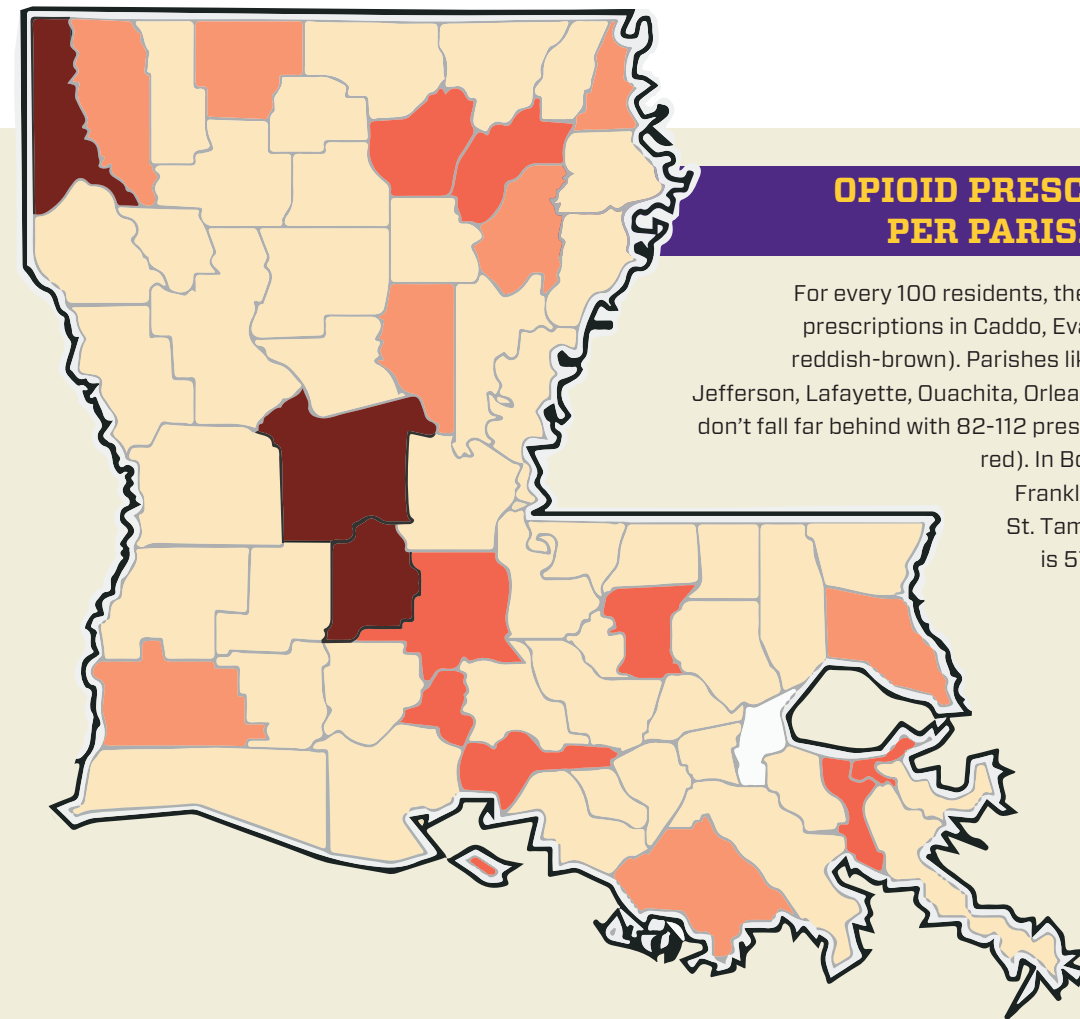 OPIOID PRESC
PER PARIS
For every 100 residents, the
prescriptions in Caddo, Eva
reddish-brown). Parishes lik
Jefferson, Lafayette, Ouachita, Orlea
don't fall far behind with 82-112 pres
red). In Bo
Frankl
St. Tam
is 5